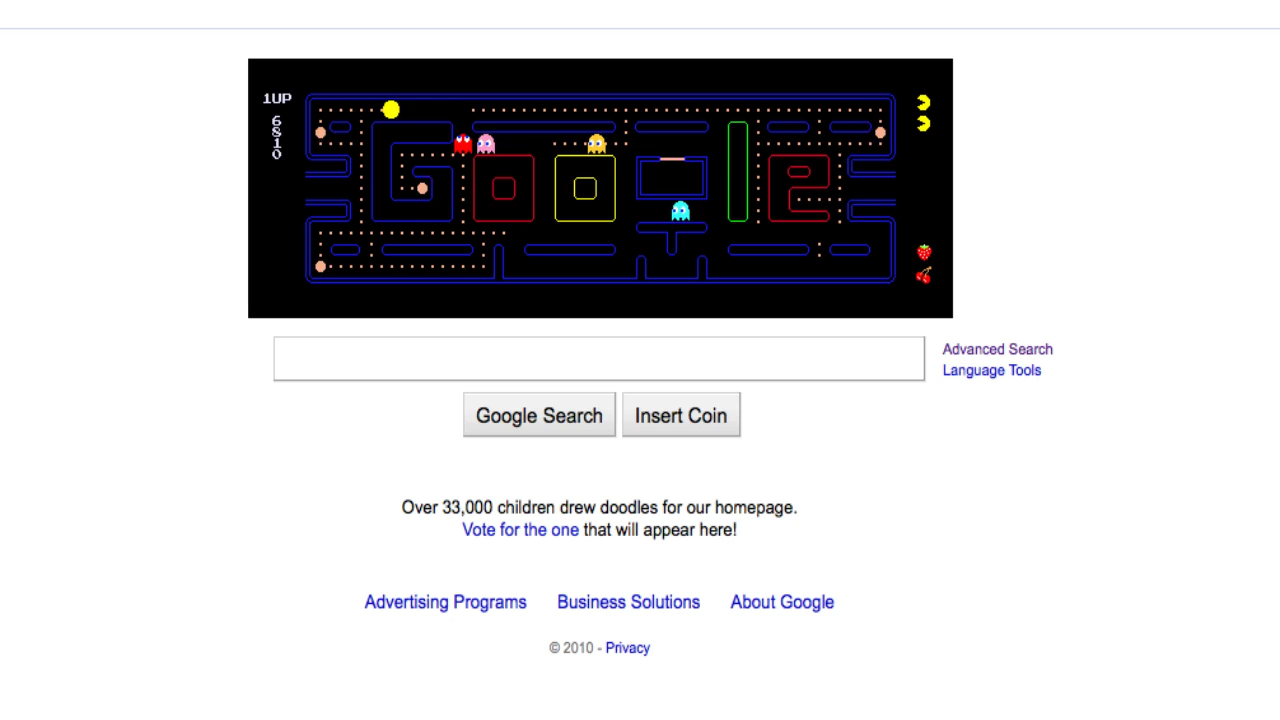 1UP
6810
Google
Advanced Search
Language Tools
Google Search
Insert Coin
Over 33,000 children drew doodles for our homepage.
Vote for the one that will appear here!
Advertising Programs
Business Solutions
About Google
© 2010 - Privacy